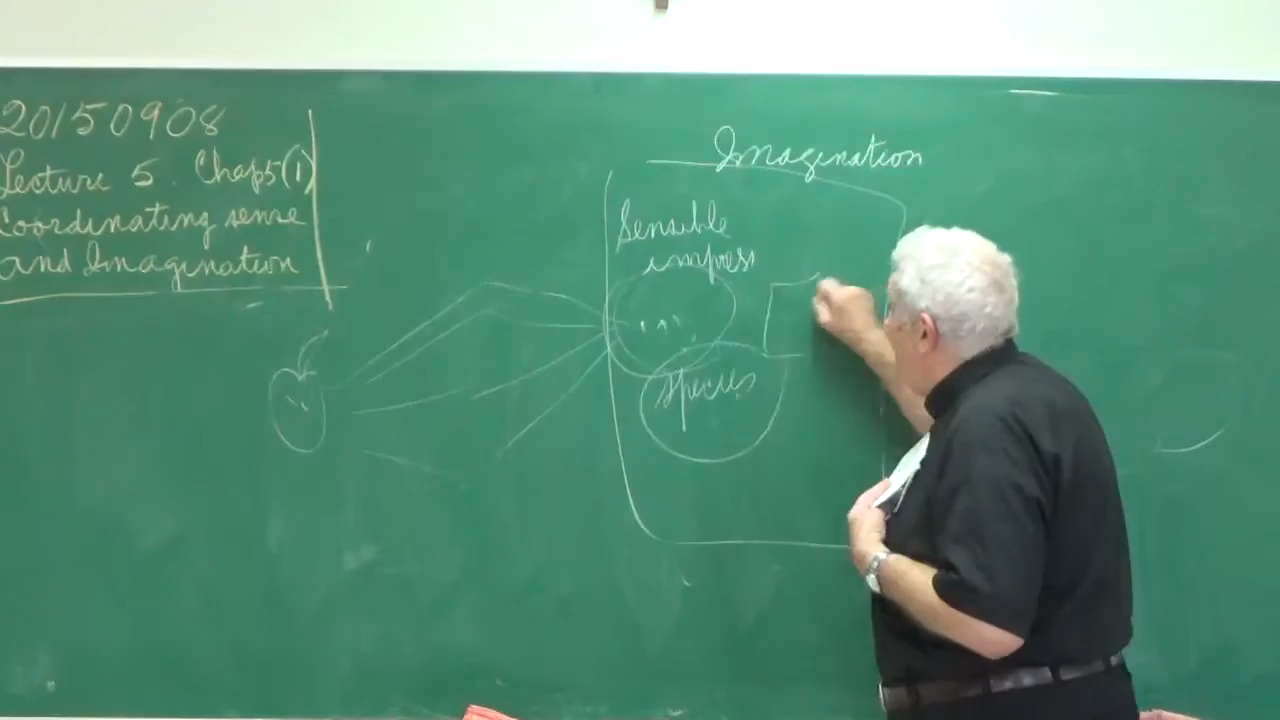 20150908
Lecture 5. Chap5(1)
Coordinating sense
and Imagination
Imagination
Sensible
impress
Species